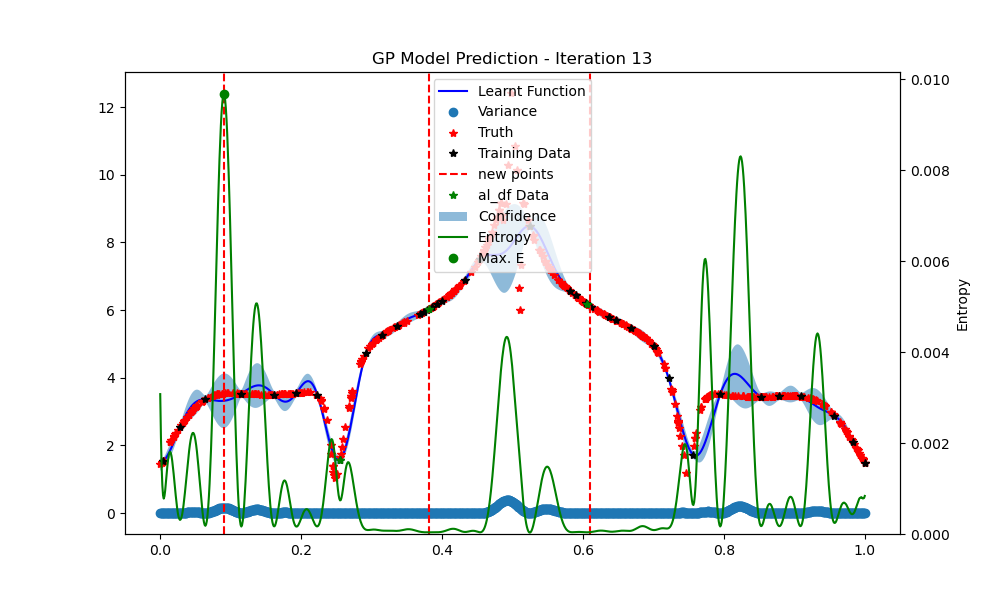 GP Model Prediction - Iteration 13
Learnt Function
Variance
Truth
Training Data
new points
al_df Data
Confidence
Entropy
Max. E
12
10
8
6
4
2
0
0.0
0.2
0.4
0.6
0.8
1.0
0.010
0.008
0.006
0.004
0.002
0.000
Entropy